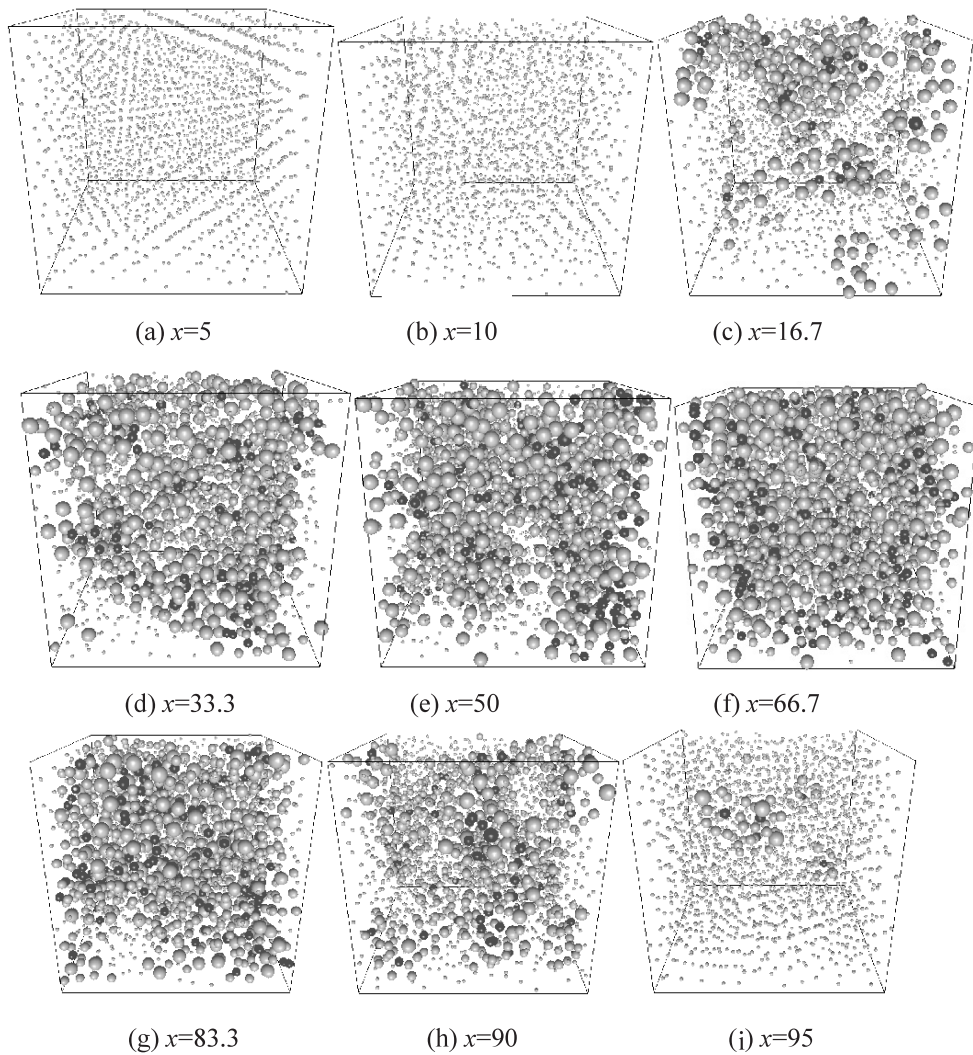 (a) x=5
(b) x=10
(c) x=16.7
(d) x=33.3
(e) x=50
(f) x=66.7
(g) x=83.3
(h) x=90
(i) x=95